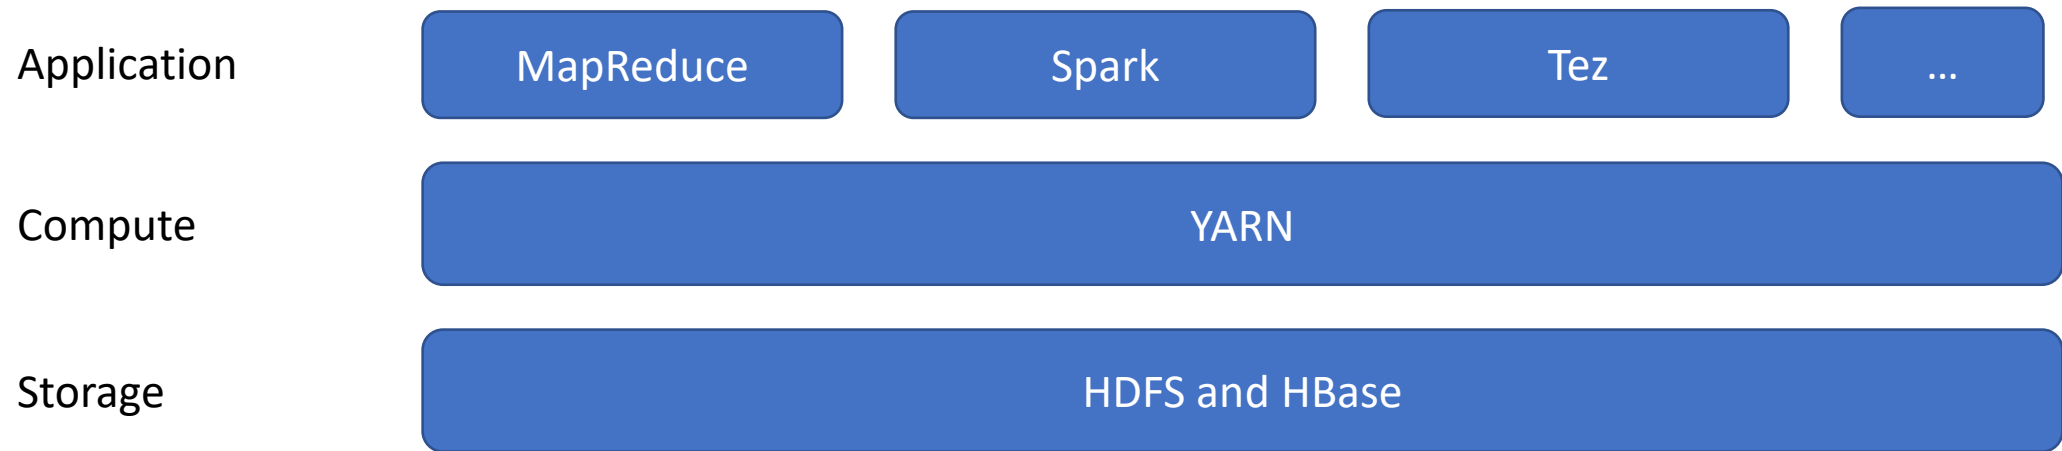 Application
MapReduce
Spark
Tez
...
Compute
YARN
Storage
HDFS and HBase